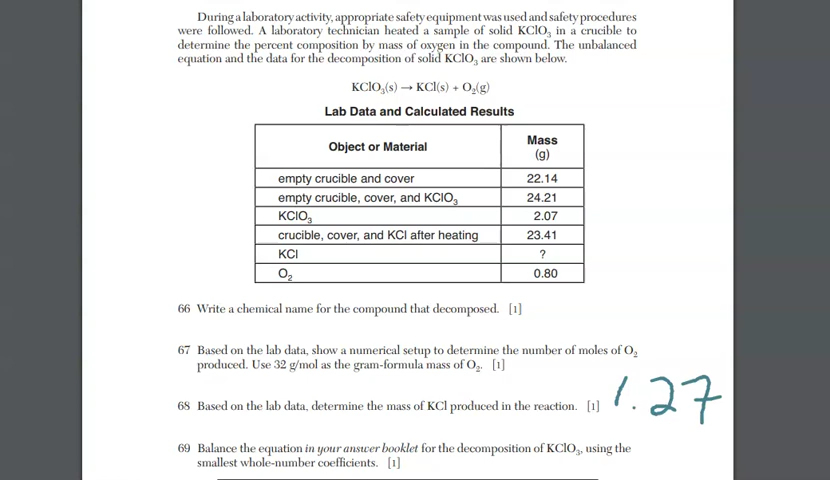 During a laboratory activity, appropriate safety equipment was used and safety procedures
were followed. A laboratory technician heated a sample of solid KClO₃ in a crucible to
determine the percent composition by mass of oxygen in the compound. The unbalanced
equation and the data for the decomposition of solid KClO₃ are shown below.
KClO₃(s) → KCl(s) + O₂(g)
Lab Data and Calculated Results
Object or Material Mass (g)
empty crucible and cover 22.14
empty crucible, cover, and KClO₃ 24.21
KClO₃ 2.07
crucible, cover, and KCl after heating 23.41
KCl ?
O₂ 0.80
66 Write a chemical name for the compound that decomposed. [1]
67 Based on the lab data, show a numerical setup to determine the number of moles of O₂
produced. Use 32 g/mol as the gram-formula mass of O₂. [1]
68 Based on the lab data, determine the mass of KCl produced in the reaction. [1] 1.27
69 Balance the equation in your answer booklet for the decomposition of KClO₃, using the
smallest whole-number coefficients. [1]